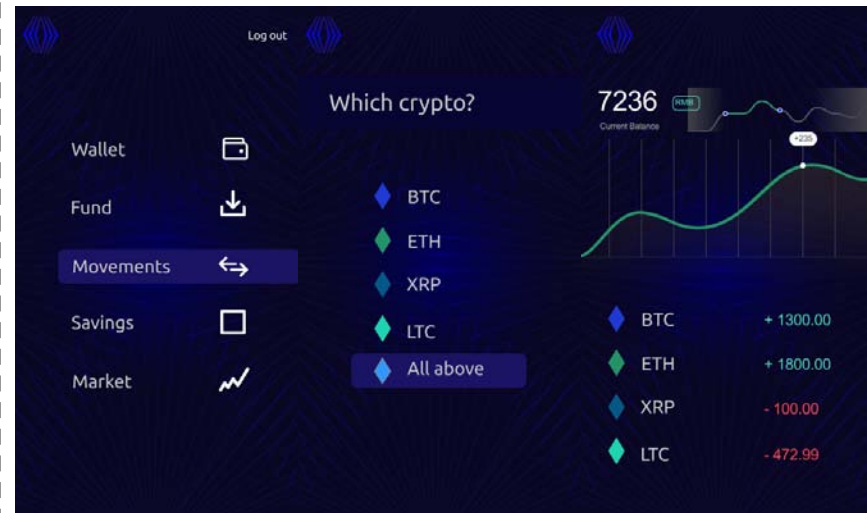 Log out
Wallet
Fund
Movements
Savings
Market
Which crypto?
BTC
ETH
XRP
LTC
All above
7236 RMB
Current Balance
+235
BTC + 1300.00
ETH + 1800.00
XRP - 100.00
LTC - 472.99